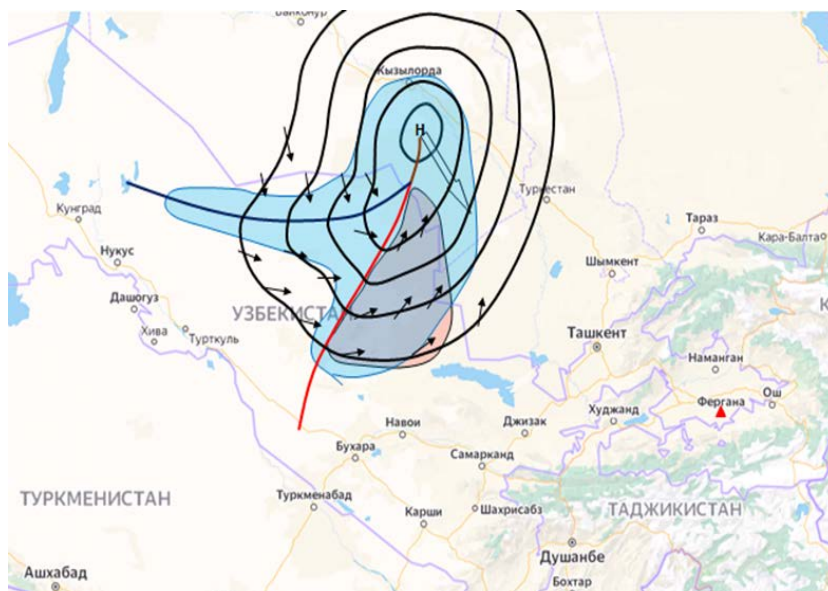 Байконур
Кызылорда
Н
Туркестан
Тараз
Кара-Балта
Кунград
Нукус
Шымкент
Дашогуз
УЗБЕКИСТАН
К
Хива
Турткуль
Ташкент
Наманган
Фергана
Ош
Навои
Джизак
Худжанд
Бухара
Самарканд
ТУРКМЕНИСТАН
Туркменабад
Карши
Шахрисабз
ТАДЖИКИСТАН
Душанбе
Ашхабад
Бохтар